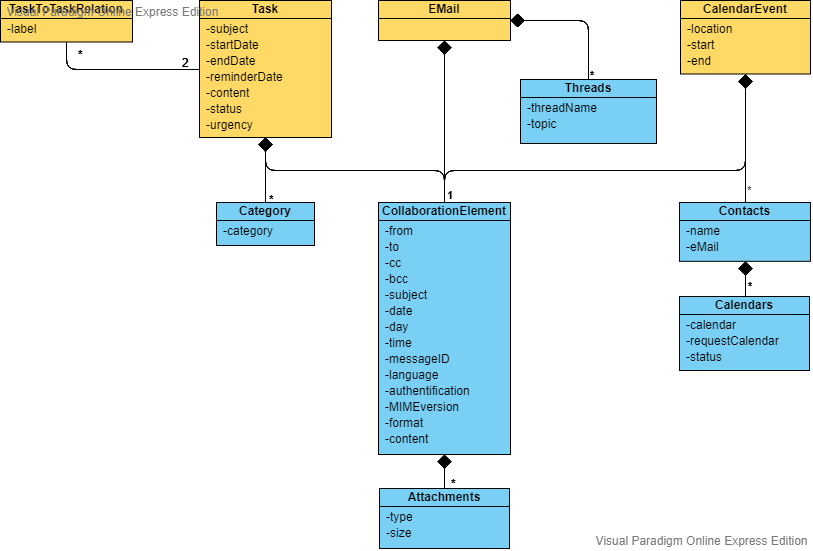 TaskToTaskRelation
-label
Visual Paradigm Online Express Edition
*
2
Task
-subject
-startDate
-endDate
-reminderDate
-content
-status
-urgency
EMail
*
Threads
-threadName
-topic
CalendarEvent
-location
-start
-end
*
Category
-category
1
CollaborationElement
-from
-to
-cc
-bcc
-subject
-date
-day
-time
-messageID
-language
-authentification
-MIMEversion
-format
-content
*
Attachments
-type
-size
*
Contacts
-name
-eMail
*
Calendars
-calendar
-requestCalendar
-status
Visual Paradigm Online Express Edition